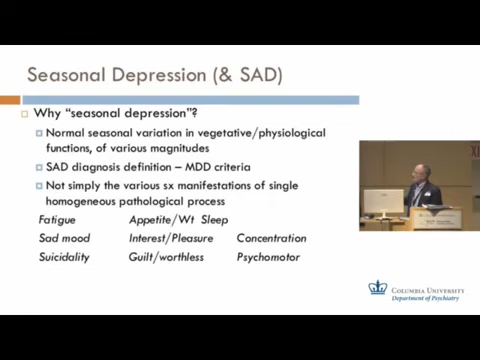 Seasonal Depression (& SAD)
Why “seasonal depression”?
Normal seasonal variation in vegetative/physiological
functions, of various magnitudes
SAD diagnosis definition – MDD criteria
Not simply the various sx manifestations of single
homogeneous pathological process
Fatigue Appetite/Wt Sleep
Sad mood Interest/Pleasure Concentration
Suicidality Guilt/worthless Psychomotor
COLUMBIA UNIVERSITY
Department of Psychiatry